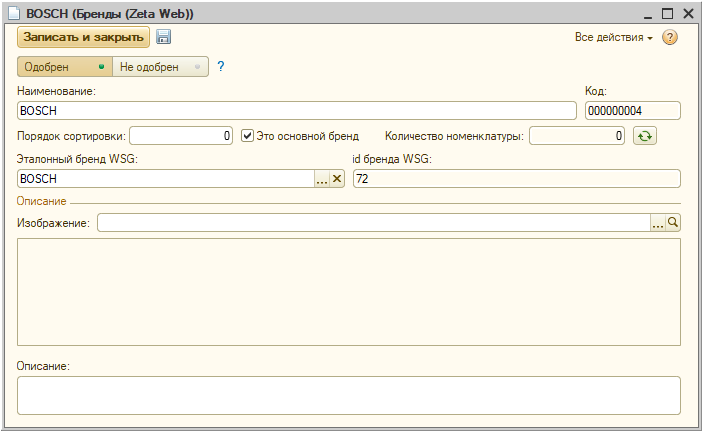 BOSCH (Бренды (Zeta Web))
Записать и закрыть Все действия ?
Одобрен Не одобрен ?
Наименование: Код:
BOSCH 000000004
Порядок сортировки: 0 Это основной бренд Количество номенклатуры: 0
Эталонный бренд WSG: id бренда WSG:
BOSCH ... 72
Описание
Изображение: ...
Описание: